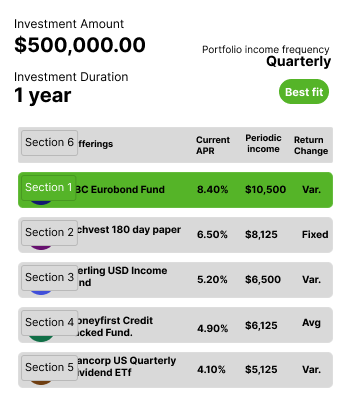 Investment Amount
$500,000.00
Portfolio income frequency
Quarterly
Investment Duration
1 year
Best fit
Section 6 fferings Current APR Periodic income Return Change
Section 1 BC Eurobond Fund 8.40% $10,500 Var.
Section 2 chvest 180 day paper 6.50% $8,125 Fixed
Section 3 erling USD Income
nd 5.20% $6,500 Var.
Section 4 oneyfirst Credit
cked Fund. 4.90% $6,125 Avg
Section 5 ancorp US Quarterly
vidend ETf 4.10% $5,125 Var.